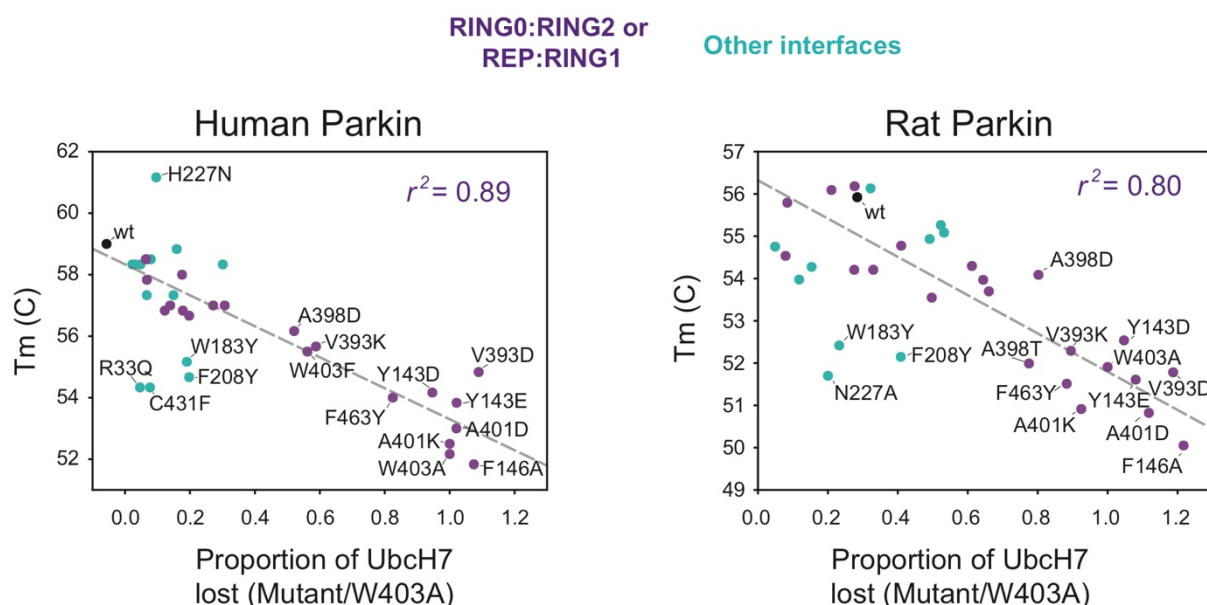 RING0:RING2 or
REP:RING1
Other interfaces
Human Parkin
Tm (C)
62
60
58
56
54
52
r² = 0.89
H227N
wt
A398D
V393K
W183Y
W403F
V393D
R33Q
F208Y
Y143D
C431F
F463Y
Y143E
A401D
A401K
W403A
F146A
0.0 0.2 0.4 0.6 0.8 1.0 1.2
Proportion of UbcH7
lost (Mutant/W403A)
Rat Parkin
Tm (C)
57
56
55
54
53
52
51
50
49
r² = 0.80
wt
A398D
W183Y
V393K
Y143D
F208Y
A398T
W403A
N227A
F463Y
Y143E
V393D
A401K
A401D
F146A
0.0 0.2 0.4 0.6 0.8 1.0 1.2
Proportion of UbcH7
lost (Mutant/W403A)